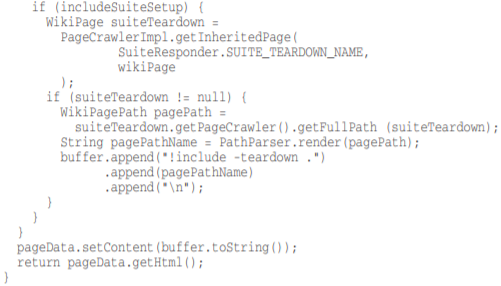 if (includeSuiteSetup) {
WikiPage suiteTeardown =
PageCrawlerImpl.getInheritedPage(
SuiteResponder.SUITE_TEARDOWN_NAME,
wikiPage
);
if (suiteTeardown != null) {
WikiPagePath pagePath =
suiteTeardown.getPageCrawler().getFullPath (suiteTeardown);
String pagePathName = PathParser.render(pagePath);
buffer.append("!include -teardown .")
.append(pagePathName)
.append("\n");
}
}
}
pageData.setContent(buffer.toString());
return pageData.getHtml();
}